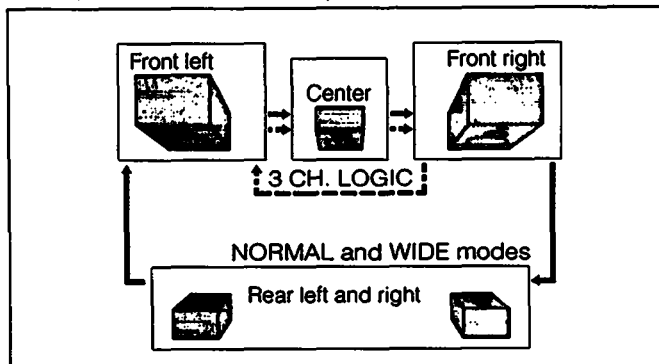 Front left
Center
Front right
3 CH. LOGIC
NORMAL and WIDE modes
Rear left and right